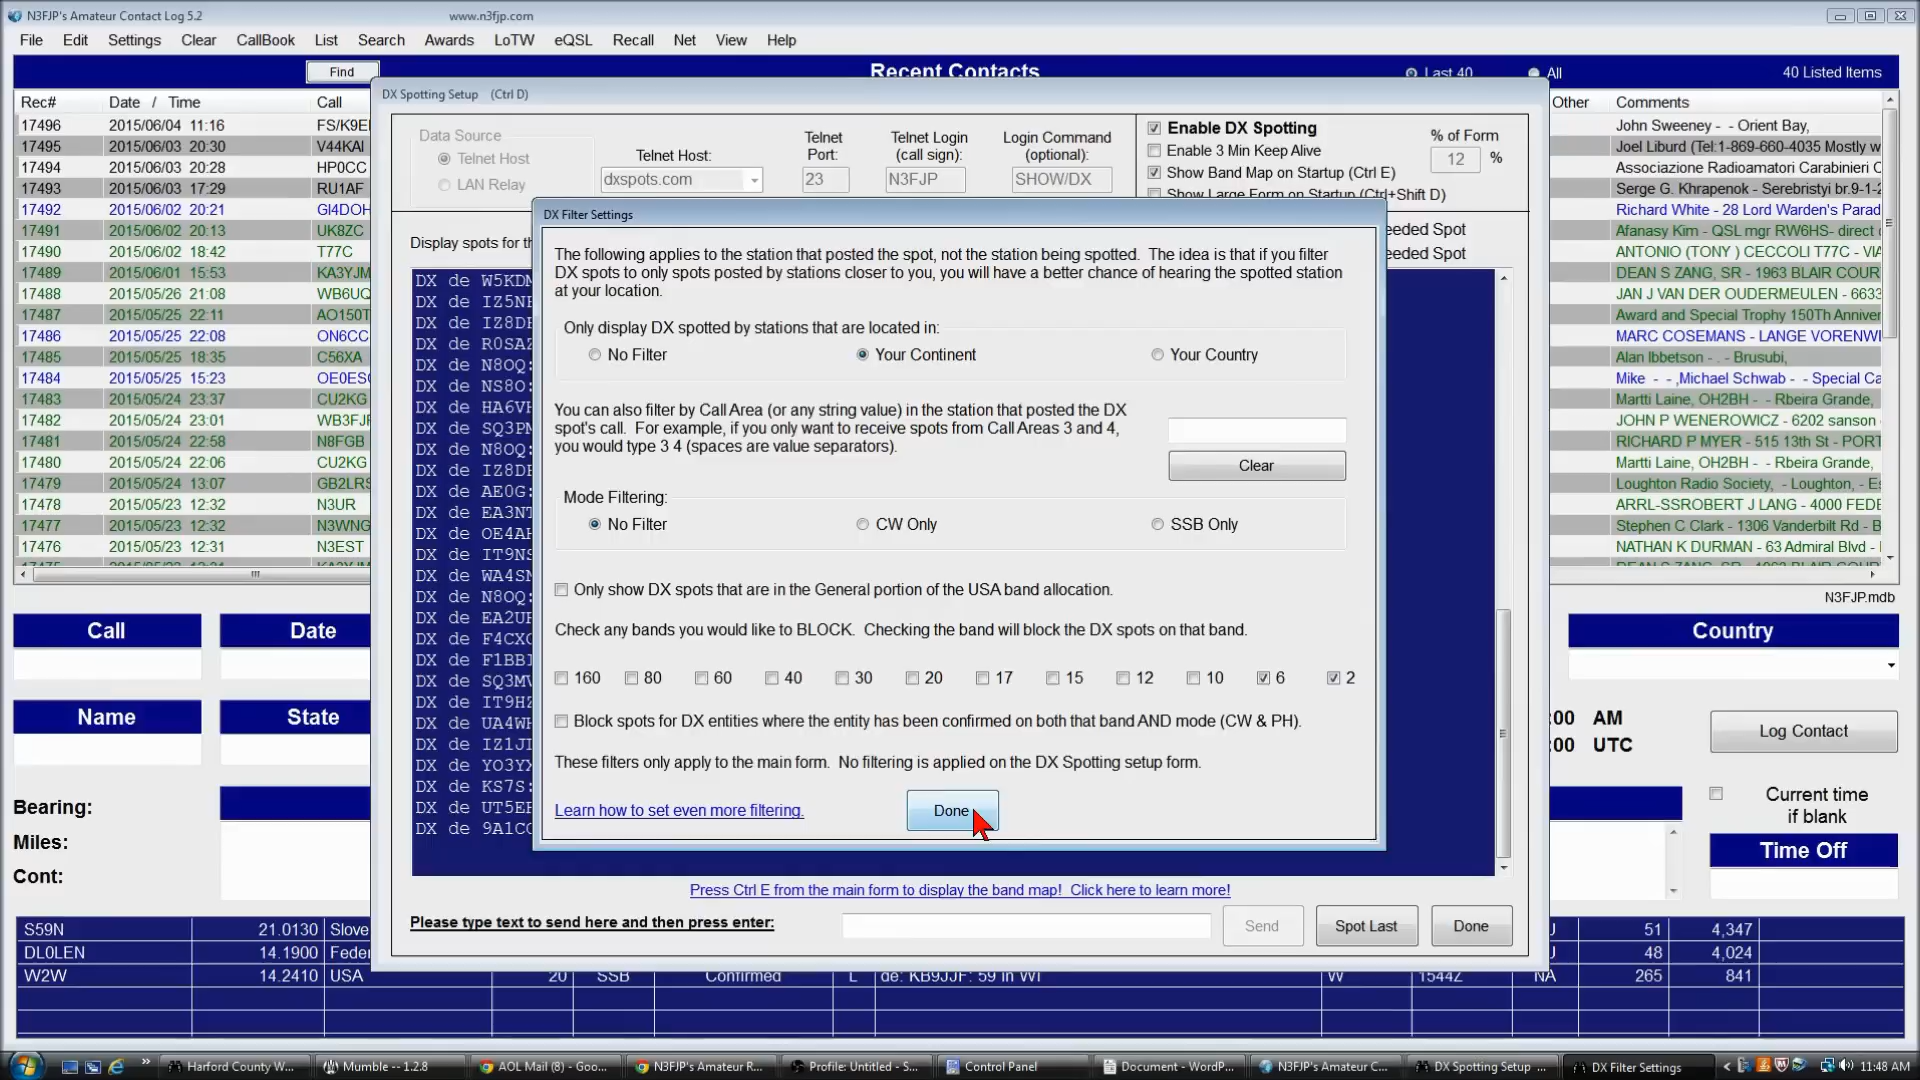 N3FJP's Amateur Contact Log 5.2 www.n3fjp.com
File Edit Settings Clear CallBook List Search Awards LoTW eQSL Recall Net View Help
Find Recent Contacts Last 40 All 40 Listed Items
Rec# Date / Time Call Other Comments
17496 2015/06/04 11:16 John Sweeney - - Orient Bay,
17495 2015/06/03 20:30 V44KAI Joel Liburd (Tel:1-869-660-4035 Mostly w
17494 2015/06/03 20:28 HP0CC Associazione Radioamatori Carabinieri
17493 2015/06/03 17:29 RU1AF Serge G. Khrapenok - Serebristyi br.9-1-2
17492 2015/06/02 20:21 GI4DOH Richard White - 28 Lord Warden's Parad
17491 2015/06/02 20:13 UK8ZC Afanasy Kim - QSL mgr RW6HS- direct
17490 2015/06/02 18:42 T77C ANTONIO (TONY ) CECCOLI T77C - VIA
17489 2015/06/01 15:53 KA3YJM DEAN S ZANG, SR - 1963 BLAIR COUR
17488 2015/05/26 21:08 WB6UQ JAN J VAN DER OUDERMEULEN - 6633
17487 2015/05/25 22:11 AO150T Award and Special Trophy 150Th Anniver
17486 2015/05/25 22:08 ON6CC MARC COSEMANS - LANGE VORENW
17485 2015/05/25 18:35 C56XA Alan Ibbetson - . - Brusubi,
17484 2015/05/25 15:23 OE0ES Mike - - ,Michael Schwab - - Special Ca
17483 2015/05/24 23:37 CU2KG Martti Laine, OH2BH - - Rbeira Grande,
17482 2015/05/24 23:01 WB3FJF JOHN P WENEROWICZ - 6202 sanson
17481 2015/05/24 22:58 N8FGB RICHARD P MYER - 515 13th St - PORT
17480 2015/05/24 22:06 CU2KG Martti Laine, OH2BH - - Rbeira Grande,
17479 2015/05/24 13:07 GB2LRS Loughton Radio Society, - Loughton, - Es
17478 2015/05/23 12:32 N3UR ARRL-SSROBERT J LANG - 4000 FEDE
17477 2015/05/23 12:32 N3WNG Stephen C Clark - 1306 Vanderbilt Rd - B
17476 2015/05/23 12:31 N3EST NATHAN K DURMAN - 63 Admiral Blvd -
N3FJP.mdb
DX Spotting Setup (Ctrl D)
Data Source
Telnet Host
LAN Relay
Telnet Host:
dxspots.com
Telnet Port:
23
Telnet Login (call sign):
N3FJP
Login Command (optional):
SHOW/DX
Enable DX Spotting
Enable 3 Min Keep Alive
Show Band Map on Startup (Ctrl E)
Show Large Form on Startup (Ctrl+Shift D)
% of Form
12 %
Display spots for
eeded Spot
eeded Spot
DX de W5KDM
DX de IZ5NF
DX de IZ8DF
DX de R0SAZ
DX de N8OQ:
DX de NS8O:
DX de HA6VH
DX de SQ3PM
DX de N8OQ:
DX de IZ8DF
DX de AE0G:
DX de EA3NT
DX de OE4AH
DX de IT9NS
DX de WA4SN
DX de N8OQ:
DX de EA2UF
DX de F4CXC
DX de F1BBI
DX de SQ3MV
DX de IT9HZ
DX de UA4WH
DX de IZ1JI
DX de YO3YX
DX de KS7S:
DX de UT5EF
DX de 9A1CC
DX Filter Settings
The following applies to the station that posted the spot, not the station being spotted. The idea is that if you filter
DX spots to only spots posted by stations closer to you, you will have a better chance of hearing the spotted station
at your location.
Only display DX spotted by stations that are located in:
No Filter Your Continent Your Country
You can also filter by Call Area (or any string value) in the station that posted the DX
spot's call. For example, if you only want to receive spots from Call Areas 3 and 4,
you would type 3 4 (spaces are value separators).
Clear
Mode Filtering:
No Filter CW Only SSB Only
Only show DX spots that are in the General portion of the USA band allocation.
Check any bands you would like to BLOCK. Checking the band will block the DX spots on that band.
160 80 60 40 30 20 17 15 12 10 6 2
Block spots for DX entities where the entity has been confirmed on both that band AND mode (CW & PH).
These filters only apply to the main form. No filtering is applied on the DX Spotting setup form.
Learn how to set even more filtering.
Done
Press Ctrl E from the main form to display the band map! Click here to learn more!
Please type text to send here and then press enter: Send Spot Last Done
Call Date Country
Name State
:00 AM
:00 UTC
Log Contact
Bearing:
Miles:
Cont:
Current time
if blank
Time Off
S59N 21.0130 Slove 51 4,347
DL0LEN 14.1900 Feder 48 4,024
W2W 14.2410 USA 20 SSB Confirmed L de: KB9JJF: 59 in WI W 1544Z NA 265 841
Harford County W... Mumble -- 1.2.8 AOL Mail (8) - Goo... N3FJP's Amateur R... Profile: Untitled - S... Control Panel Document - WordP... N3FJP's Amateur C... DX Spotting Setup ... DX Filter Settings 11:48 AM